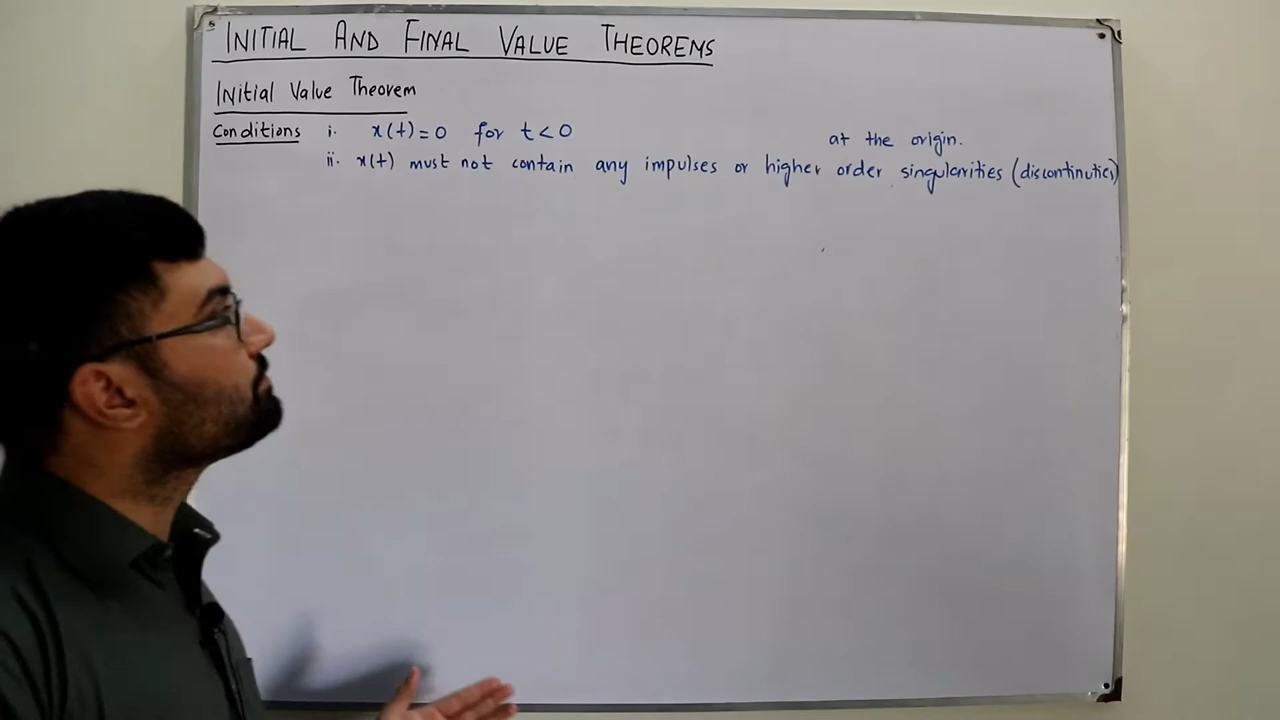 INITIAL AND FINAL VALUE THEOREMS
Initial Value Theorem
Conditions i. x(t)=0 for t<0
at the origin.
ii. x(t) must not contain any impulses or higher order singularities (discontinutics)